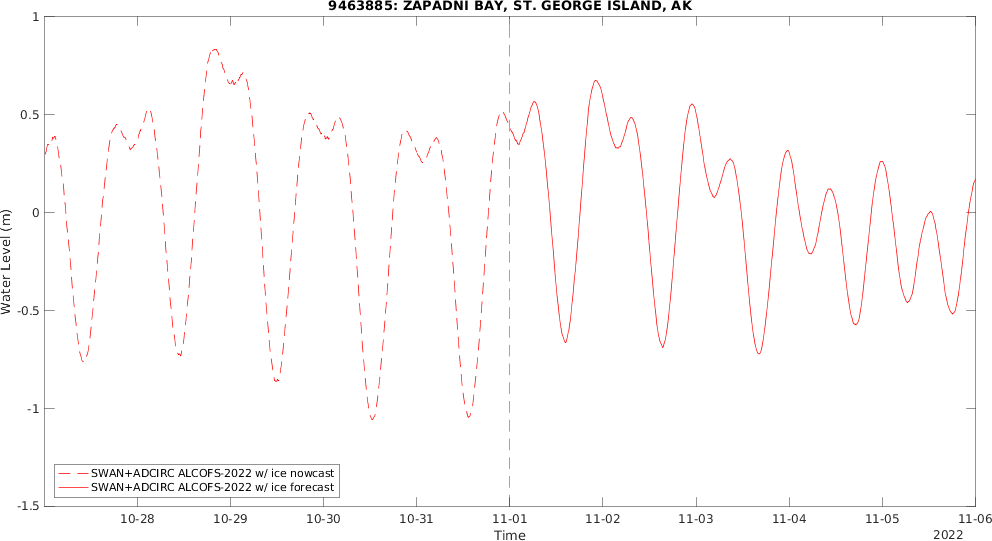 9463885: ZAPADNI BAY, ST. GEORGE ISLAND, AK
1
0.5
0
-0.5
-1
-1.5
Water Level (m)
SWAN+ADCIRC ALCOFS-2022 w/ ice nowcast
SWAN+ADCIRC ALCOFS-2022 w/ ice forecast
10-28 10-29 10-30 10-31 11-01 11-02 11-03 11-04 11-05 11-06
Time
2022